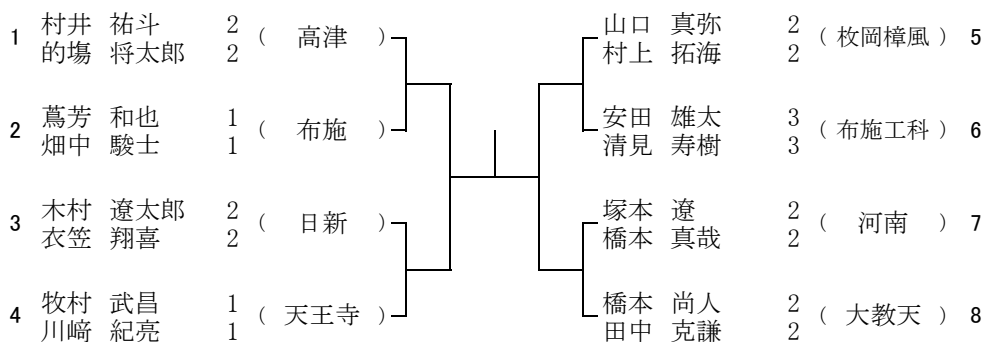 1 村井 祐斗 2 ( 高津 )
的場 将太郎 2
2 蔦芳 和也 1 ( 布施 )
畑中 駿士 1
3 木村 遼太郎 2 ( 日新 )
衣笠 翔喜 2
4 牧村 武昌 1 ( 天王寺 )
川﨑 紀亮 1
山口 真弥 2 ( 枚岡樟風 ) 5
村上 拓海 2
安田 雄太 3 ( 布施工科 ) 6
清見 寿樹 3
塚本 遼 2 ( 河南 ) 7
橋本 真哉 2
橋本 尚人 2 ( 大教天 ) 8
田中 克謙 2